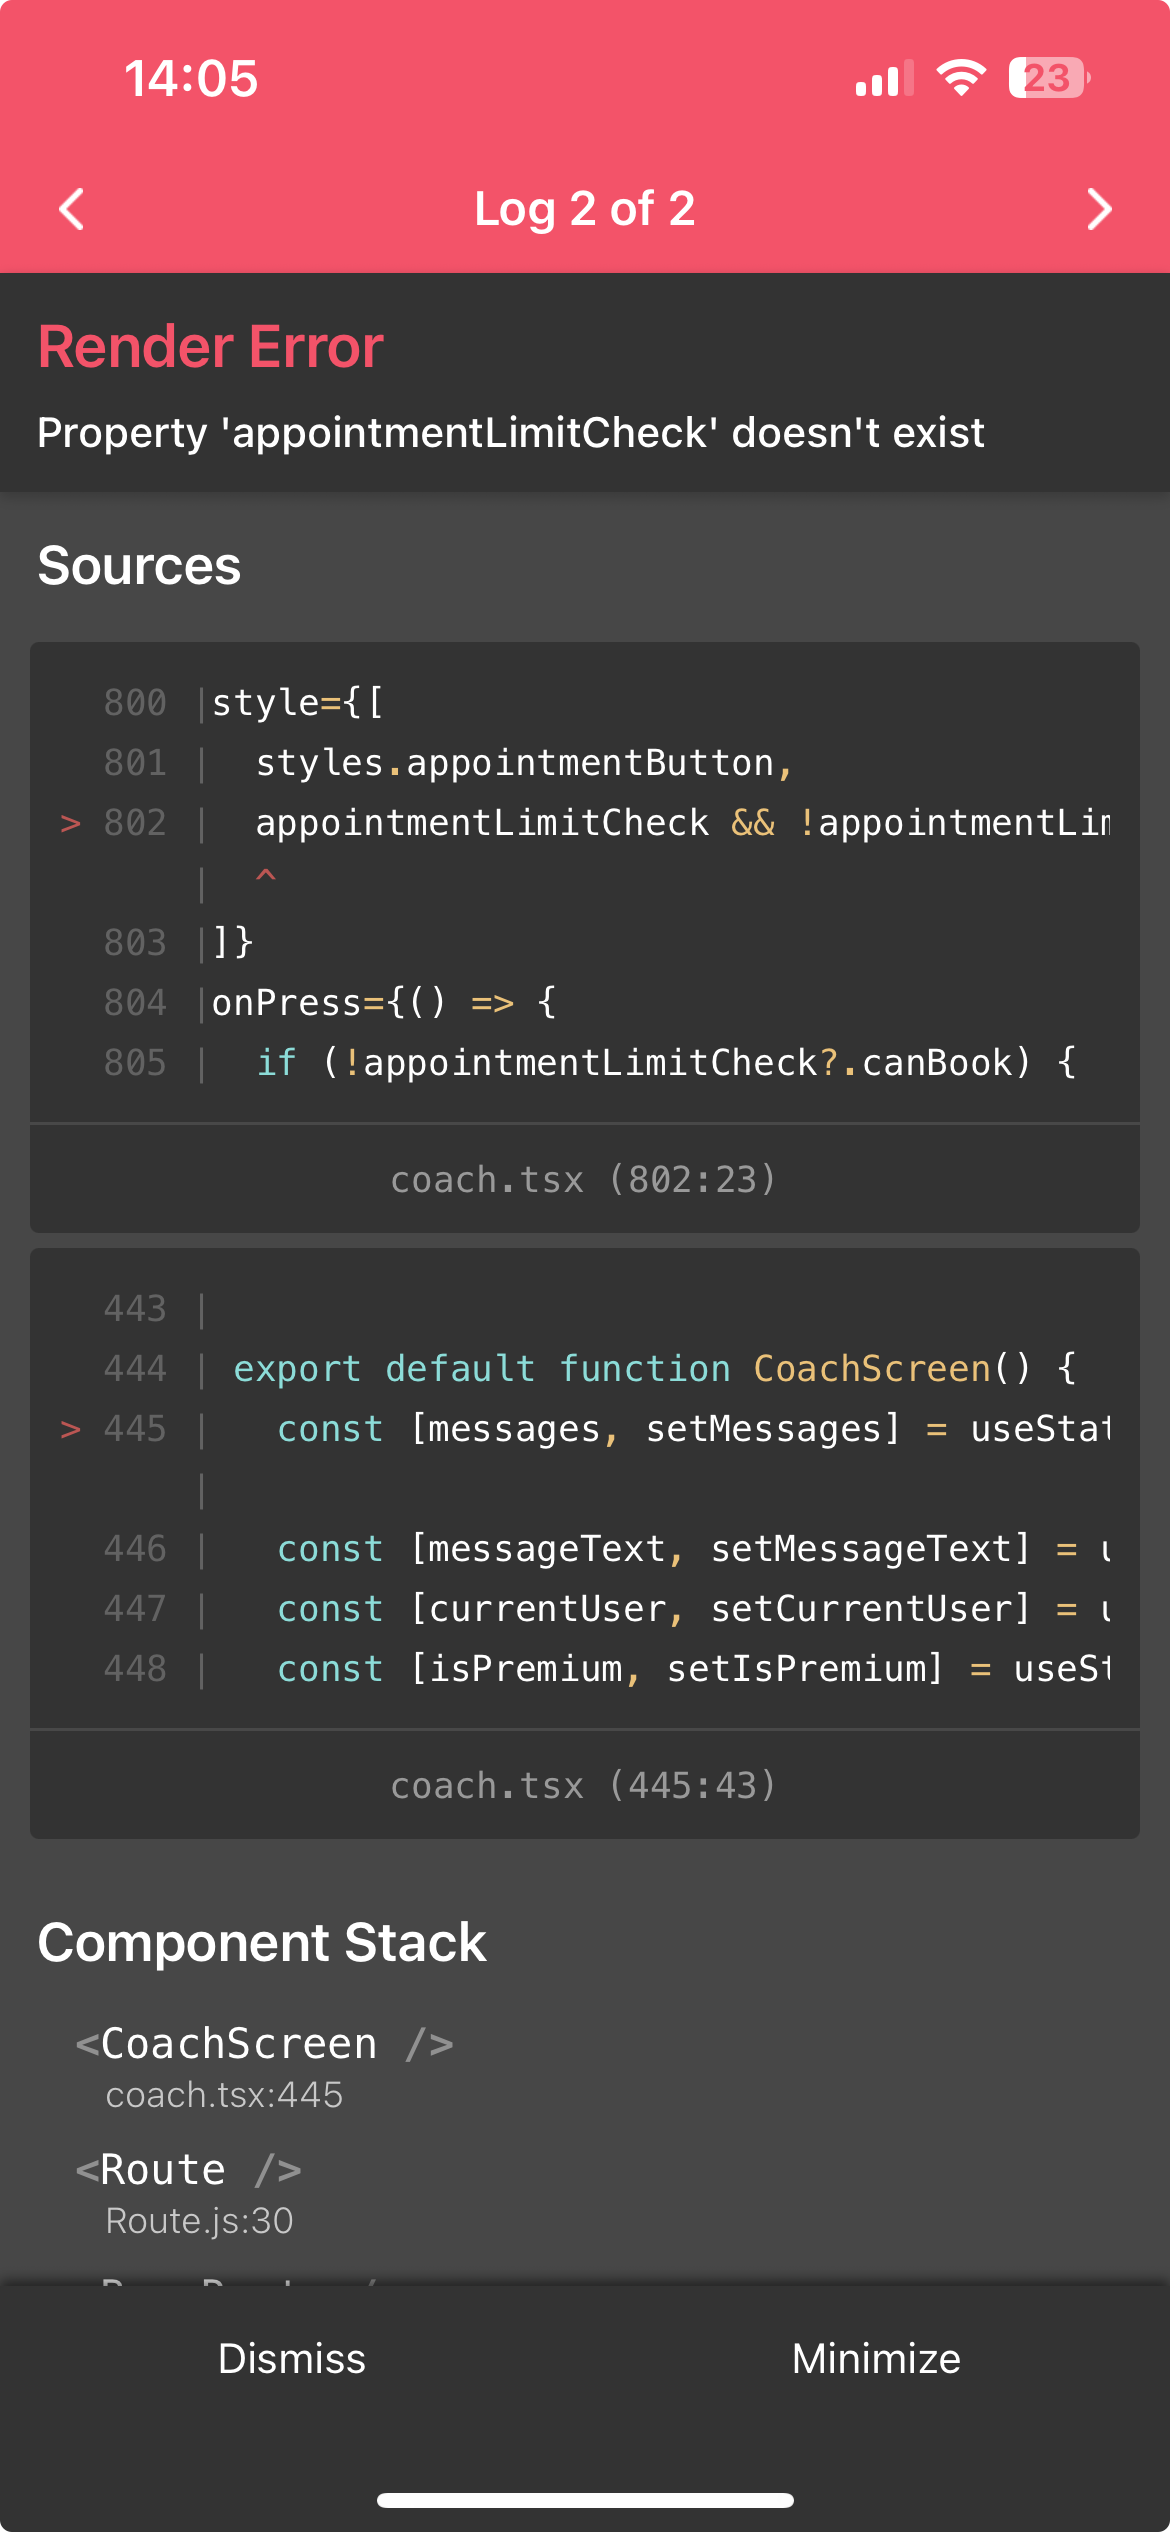 14:05
23
Log 2 of 2
Render Error
Property 'appointmentLimitCheck' doesn't exist
Sources
800 |style={[
801 |  styles.appointmentButton,
> 802 |  appointmentLimitCheck && !appointmentLim
|  ^
803 |]}
804 |onPress={() => {
805 |  if (!appointmentLimitCheck?.canBook) {
coach.tsx (802:23)
443 |
444 | export default function CoachScreen() {
> 445 |   const [messages, setMessages] = useStat
|
446 |   const [messageText, setMessageText] = u
447 |   const [currentUser, setCurrentUser] = u
448 |   const [isPremium, setIsPremium] = useSt
coach.tsx (445:43)
Component Stack
<CoachScreen />
coach.tsx:445
<Route />
Route.js:30
Dismiss
Minimize